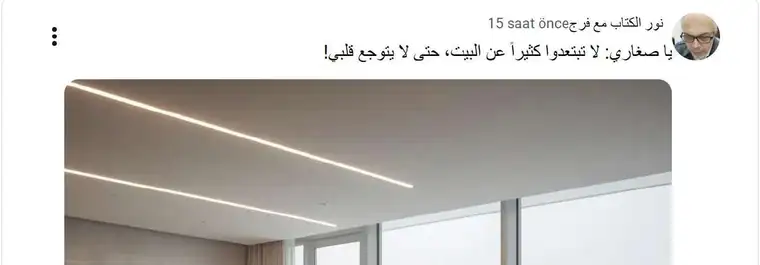 نور الكتاب مع فرج 15 saat önce
يا صغاري: لا تبتعدوا كثيراً عن البيت، حتى لا يتوجع قلبي!